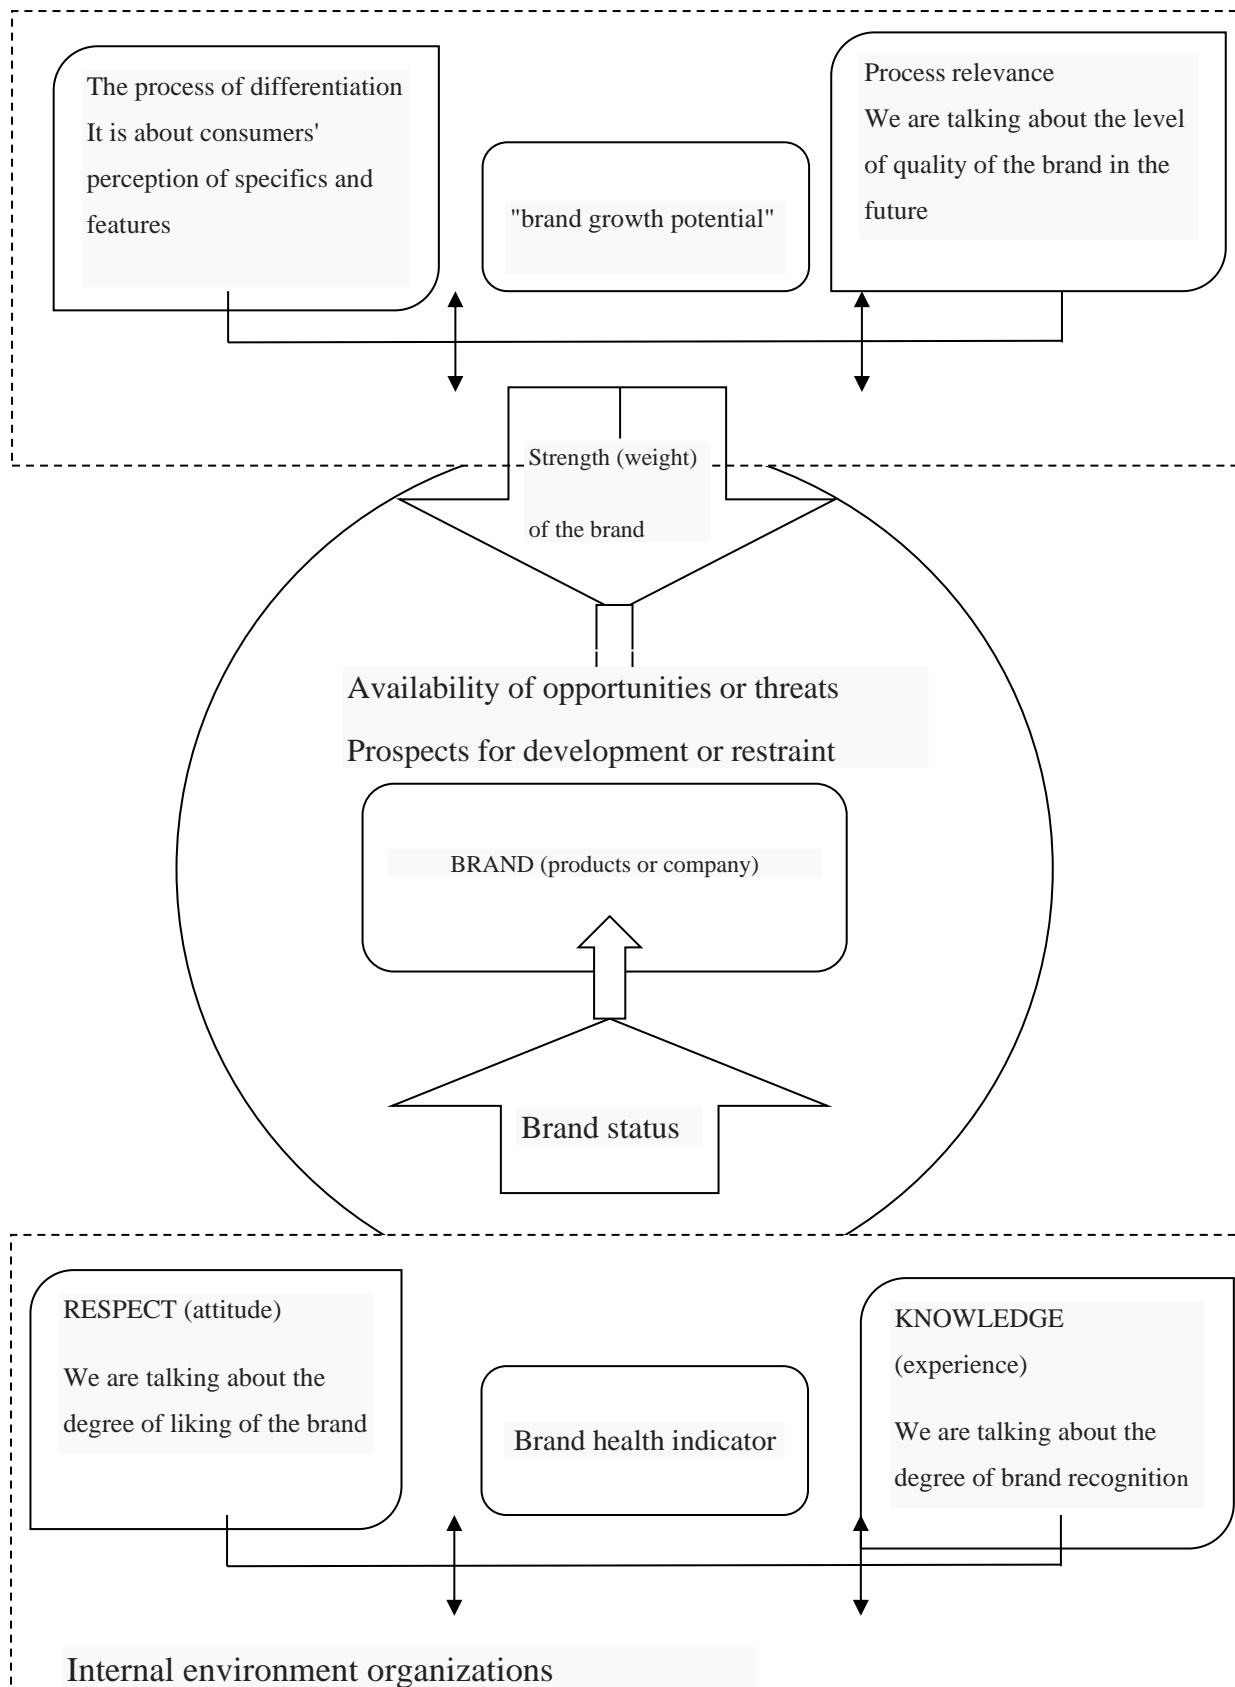 The process of differentiation
It is about consumers'
perception of specifics and
features
"brand growth potential"
Process relevance
We are talking about the level
of quality of the brand in the
future
Strength (weight)
of the brand
Availability of opportunities or threats
Prospects for development or restraint
BRAND (products or company)
Brand status
RESPECT (attitude)
We are talking about the
degree of liking of the brand
Brand health indicator
KNOWLEDGE
(experience)
We are talking about the
degree of brand recognition
Internal environment organizations